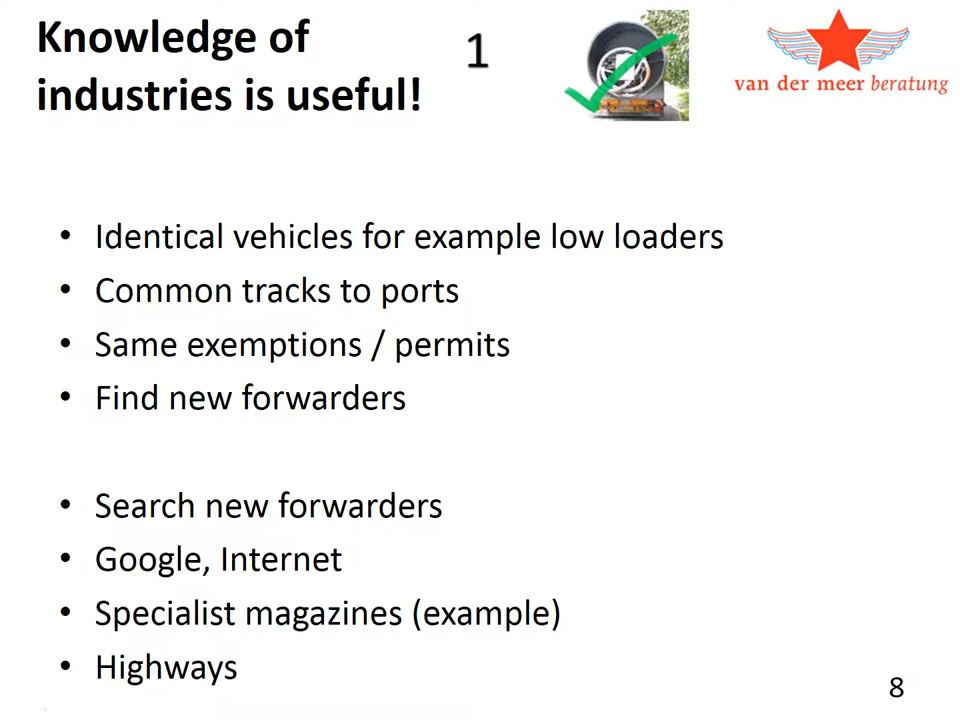 Knowledge of
industries is useful!
1
van der meer beratung
• Identical vehicles for example low loaders
• Common tracks to ports
• Same exemptions / permits
• Find new forwarders
• Search new forwarders
• Google, Internet
• Specialist magazines (example)
• Highways
8